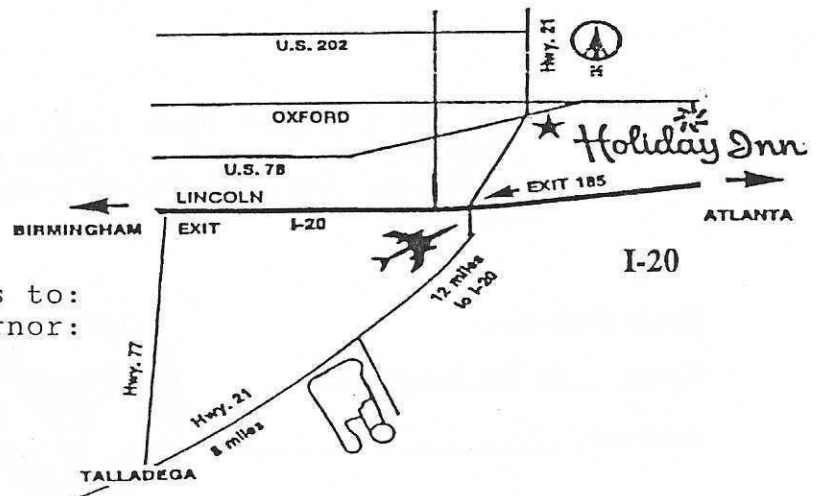 U.S. 202
Hwy. 21
N
OXFORD
Holiday Inn
U.S. 78
EXIT 185
LINCOLN
BIRMINGHAM
EXIT
I-20
ATLANTA
12 miles
to I-20
I-20
s to:
rnor:
Hwy. 77
Hwy. 21
8 miles
TALLADEGA